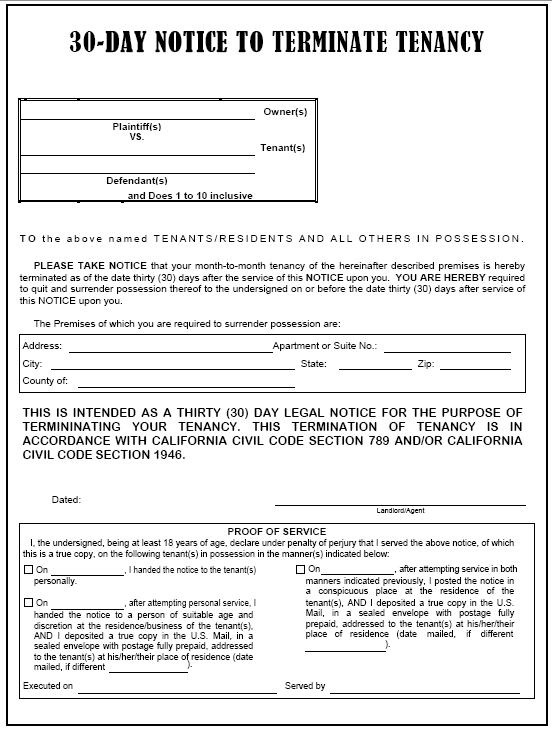 30-DAY NOTICE TO TERMINATE TENANCY
Owner(s)
Plaintiff(s)
VS.
Tenant(s)
Defendant(s)
and Does 1 to 10 inclusive
TO the above named TENANTS/RESIDENTS AND ALL OTHERS IN POSSESSION.
PLEASE TAKE NOTICE that your month-to-month tenancy of the hereinafter described premises is hereby
terminated as of the date thirty (30) days after the service of this NOTICE upon you. YOU ARE HEREBY required
to quit and surrender possession thereof to the undersigned on or before the date thirty (30) days after service of
this NOTICE upon you.
The Premises of which you are required to surrender possession are:
Address: Apartment or Suite No.:
City: State: Zip:
County of:
THIS IS INTENDED AS A THIRTY (30) DAY LEGAL NOTICE FOR THE PURPOSE OF
TERMININATING YOUR TENANCY. THIS TERMINATION OF TENANCY IS IN
ACCORDANCE WITH CALIFORNIA CIVIL CODE SECTION 789 AND/OR CALIFORNIA
CIVIL CODE SECTION 1946.
Dated:
Landlord/Agent
PROOF OF SERVICE
I, the undersigned, being at least 18 years of age, declare under penalty of perjury that I served the above notice, of which
this is a true copy, on the following tenant(s) in possession in the manner(s) indicated below:
On , I handed the notice to the tenant(s)
personally.
On , after attempting personal service, I
handed the notice to a person of suitable age and
discretion at the residence/business of the tenant(s),
AND I deposited a true copy in the U.S. Mail, in a
sealed envelope with postage fully prepaid, addressed
to the tenant(s) at his/her/their place of residence (date
mailed, if different ).
On , after attempting service in both
manners indicated previously, I posted the notice in
a conspicuous place at the residence of the
tenant(s), AND I deposited a true copy in the U.S.
Mail, in a sealed envelope with postage fully
prepaid, addressed to the tenant(s) at his/her/their
place of residence (date mailed, if different
).
Executed on Served by